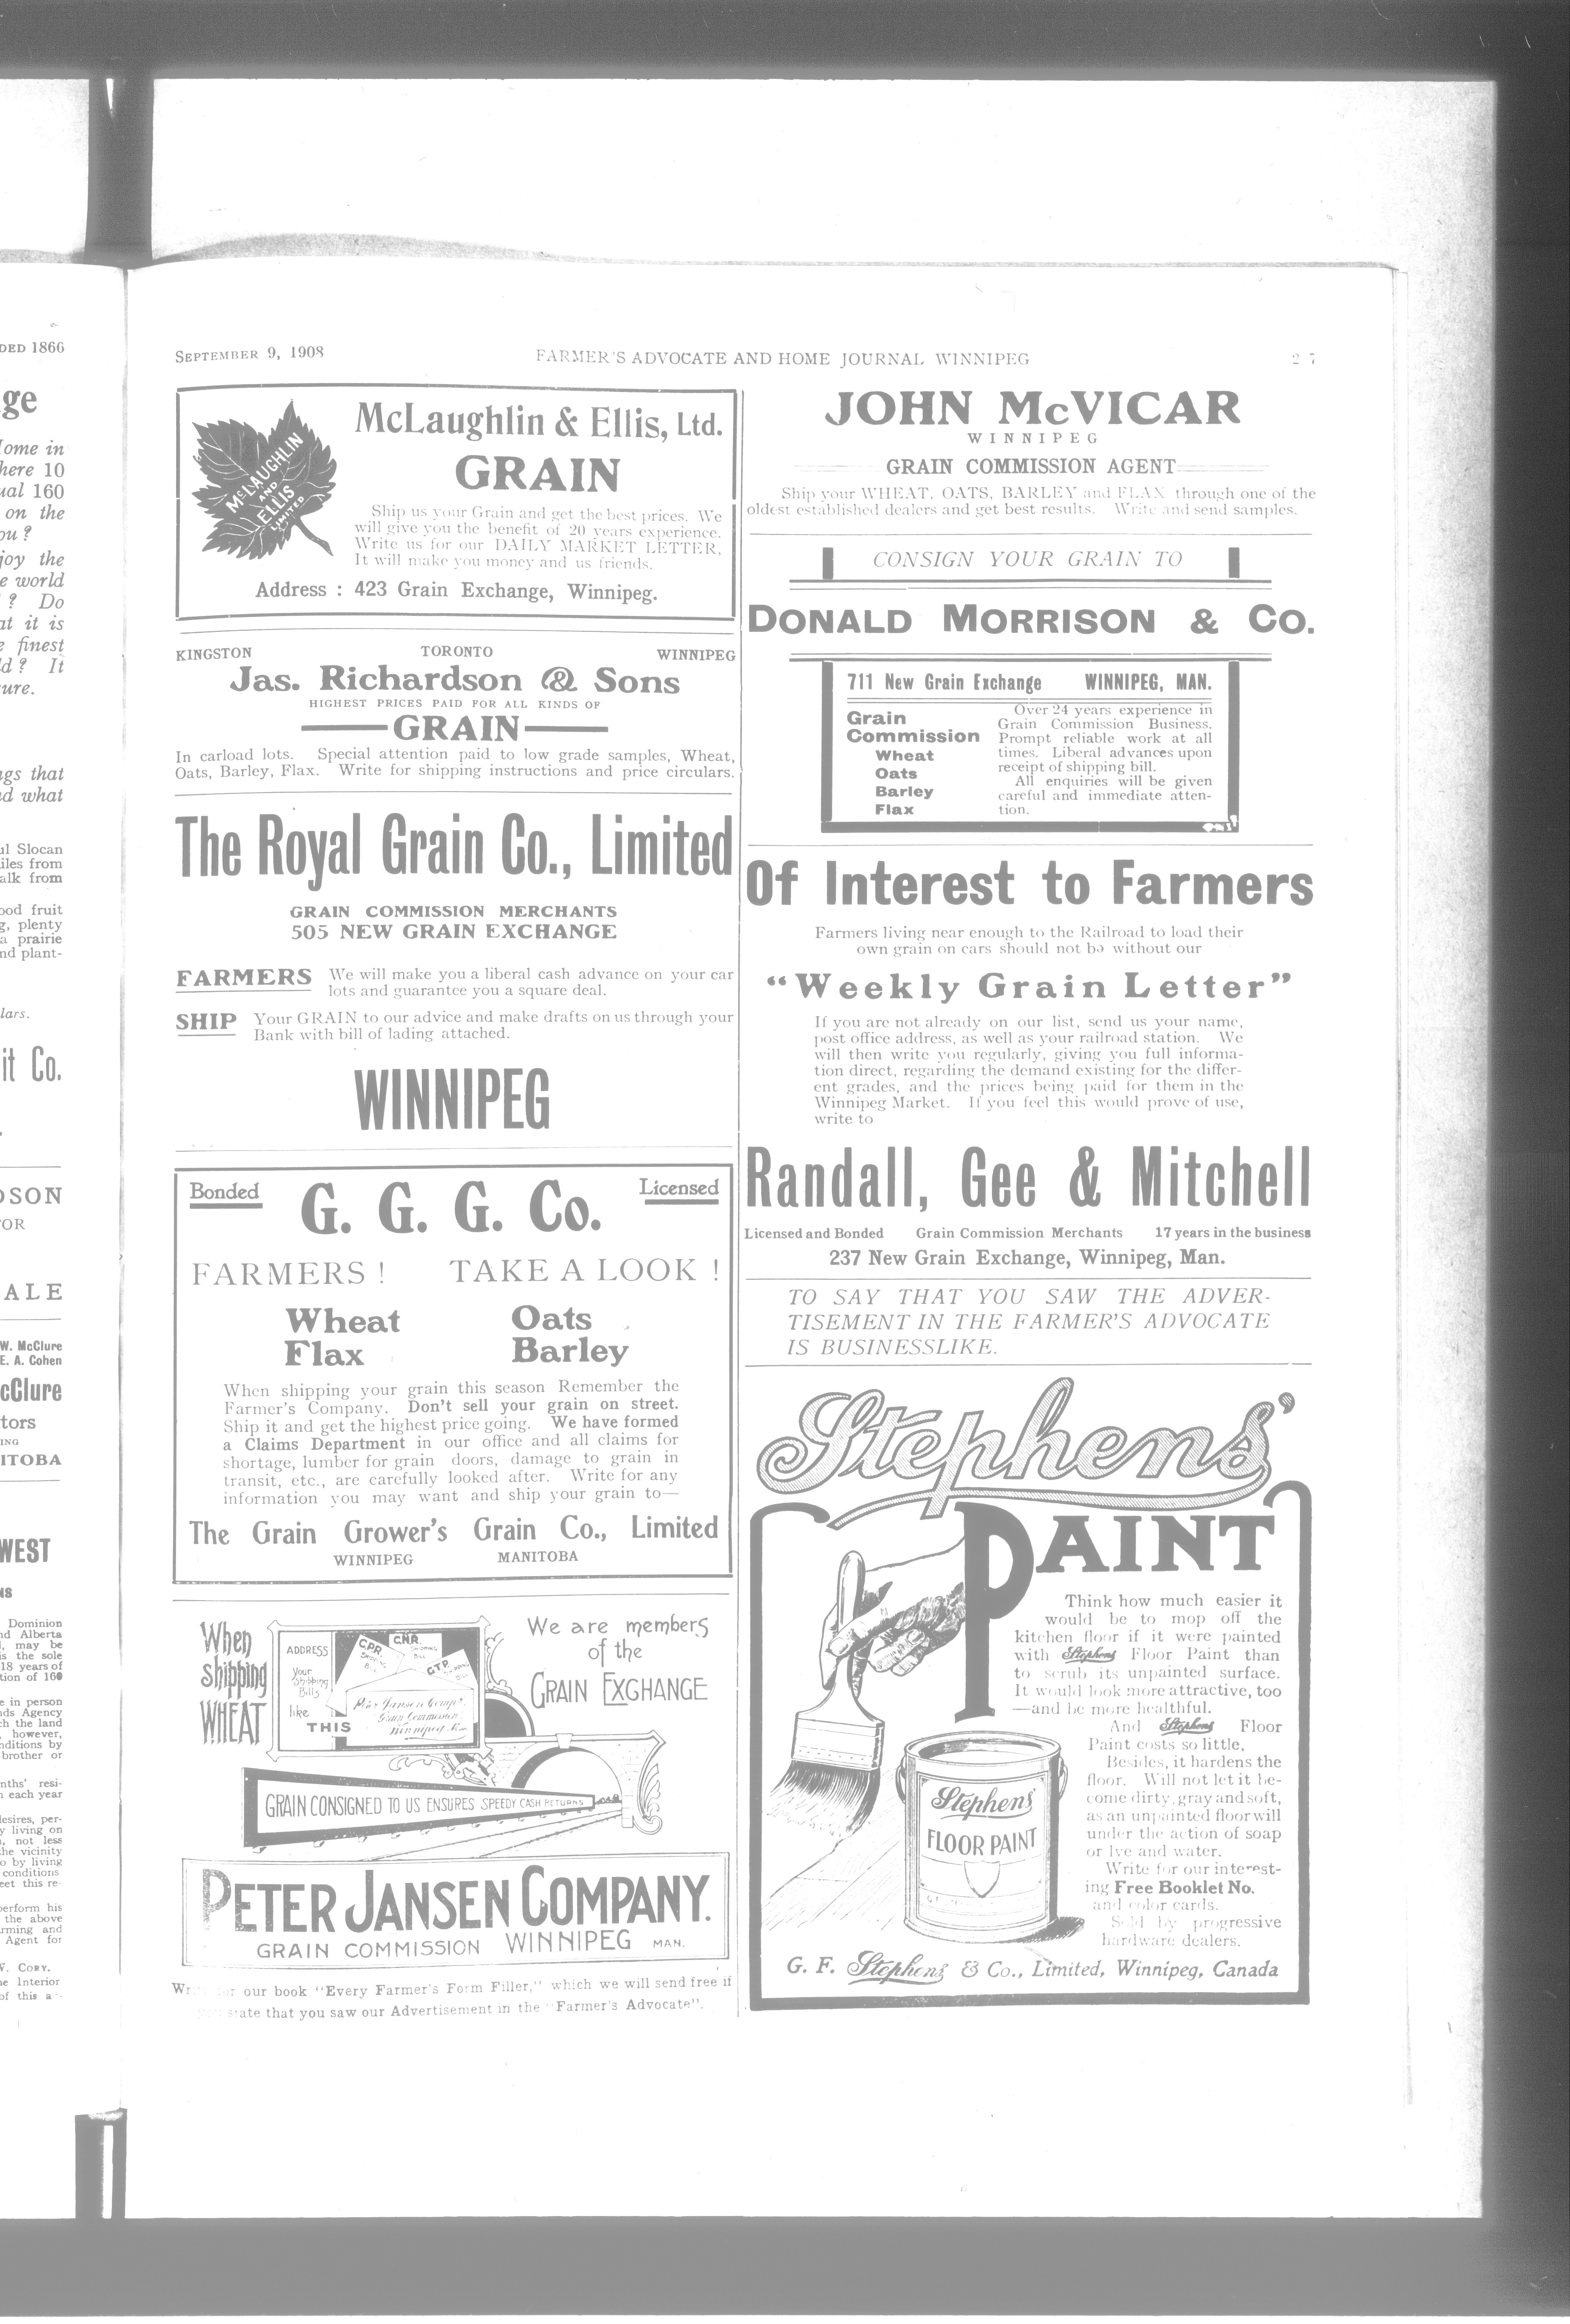 DED 1866
ge
ome in
here 10
ual 160
on the
ou ?
joy the
e world
? Do
at it is
e finest
ld ? It
ure.
ngs that
nd what
ul Slocan
iles from
alk from
ood fruit
g, plenty
a prairie
nd plant-
lars.
it Co.
DSON
OR
ALE
W. McClure
E. A. Cohen
cClure
tors
ING
ITOBA
WEST
Dominion
nd Alberta
, may be
is the sole
18 years of
tion of 160
e in person
nds Agency
ch the land
, however,
nditions by
brother or
nths' resi-
n each year
desires, per-
y living on
, not less
the vicinity
o by living
conditions
eet this re-
perform his
the above
rming and
Agent for
W. CORY,
he Interior
of this a
SEPTEMBER 9, 1908
FARMER'S ADVOCATE AND HOME JOURNAL WINNIPEG
2 7
McLAUGHLIN
AND
ELLIS
LIMITED
McLaughlin & Ellis, Ltd.
GRAIN
Ship us your Grain and get the best prices. We
will give you the benefit of 20 years experience.
Write us for our DAILY MARKET LETTER,
It will make you money and us friends.
Address : 423 Grain Exchange, Winnipeg.
KINGSTON TORONTO WINNIPEG
Jas. Richardson & Sons
HIGHEST PRICES PAID FOR ALL KINDS OF
GRAIN
In carload lots. Special attention paid to low grade samples, Wheat,
Oats, Barley, Flax. Write for shipping instructions and price circulars.
The Royal Grain Co., Limited
GRAIN COMMISSION MERCHANTS
505 NEW GRAIN EXCHANGE
FARMERS We will make you a liberal cash advance on your car
lots and guarantee you a square deal.
SHIP Your GRAIN to our advice and make drafts on us through your
Bank with bill of lading attached.
WINNIPEG
Bonded G. G. G. Co. Licensed
FARMERS ! TAKE A LOOK !
Wheat Oats
Flax Barley
When shipping your grain this season Remember the
Farmer's Company. Don't sell your grain on street.
Ship it and get the highest price going. We have formed
a Claims Department in our office and all claims for
shortage, lumber for grain doors, damage to grain in
transit, etc., are carefully looked after. Write for any
information you may want and ship your grain to—
The Grain Grower's Grain Co., Limited
WINNIPEG MANITOBA
When
shipping
WHEAT
ADDRESS
Your
Shipping
Bills
like
THIS
C.P.R.
SHIPPING
BILL
C.N.R.
SHIPPING
BILL
G.T.P.
Peter Jansen Compy.
Grain Commission
Winnipeg Man
We are members
of the
GRAIN EXCHANGE
GRAIN CONSIGNED TO US ENSURES SPEEDY CASH RETURNS
PETER JANSEN COMPANY.
GRAIN COMMISSION WINNIPEG MAN.
our book "Every Farmer's Form Filler," which we will send free if
state that you saw our Advertisement in the "Farmer's Advocate".
JOHN McVICAR
WINNIPEG
GRAIN COMMISSION AGENT
Ship your WHEAT, OATS, BARLEY and FLAX through one of the
oldest established dealers and get best results. Write and send samples.
CONSIGN YOUR GRAIN TO
DONALD MORRISON & CO.
711 New Grain Exchange WINNIPEG, MAN.
Grain
Commission
Wheat
Oats
Barley
Flax
Over 24 years experience in
Grain Commission Business.
Prompt reliable work at all
times. Liberal advances upon
receipt of shipping bill.
All enquiries will be given
careful and immediate atten-
tion.
Of Interest to Farmers
Farmers living near enough to the Railroad to load their
own grain on cars should not be without our
"Weekly Grain Letter"
If you are not already on our list, send us your name,
post office address, as well as your railroad station. We
will then write you regularly, giving you full informa-
tion direct, regarding the demand existing for the differ-
ent grades, and the prices being paid for them in the
Winnipeg Market. If you feel this would prove of use,
write to
Randall, Gee & Mitchell
Licensed and Bonded Grain Commission Merchants 17 years in the business
237 New Grain Exchange, Winnipeg, Man.
TO SAY THAT YOU SAW THE ADVER-
TISEMENT IN THE FARMER'S ADVOCATE
IS BUSINESSLIKE.
Stephens'
PAINT
Think how much easier it
would be to mop off the
kitchen floor if it were painted
with Stephens Floor Paint than
to scrub its unpainted surface.
It would look more attractive, too
—and be more healthful.
And Stephens Floor
Paint costs so little.
Besides, it hardens the
floor. Will not let it be-
come dirty, gray and soft,
as an unpainted floor will
under the action of soap
or lye and water.
Write for our interest-
ing Free Booklet No.
and color cards.
Sold by progressive
hardware dealers.
Stephens'
FLOOR PAINT
G. F. Stephens & Co., Limited, Winnipeg, Canada